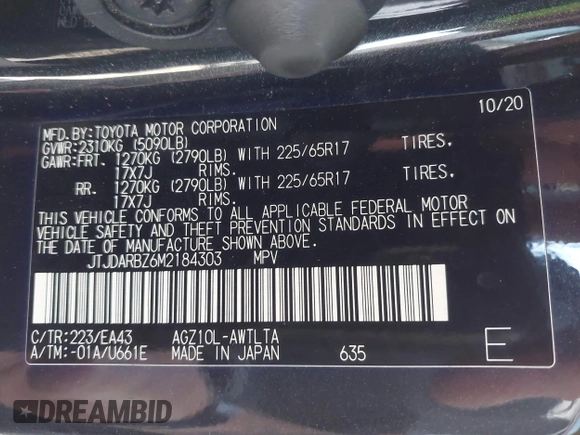 10/20
MFD.BY:TOYOTA MOTOR CORPORATION
GVWR:2310KG (5090LB)
GAWR:FRT. 1270KG (2790LB) WITH 225/65R17 TIRES,
17X7J RIMS.
RR. 1270KG (2790LB) WITH 225/65R17 TIRES,
17X7J RIMS.
THIS VEHICLE CONFORMS TO ALL APPLICABLE FEDERAL MOTOR
VEHICLE SAFETY AND THEFT PREVENTION STANDARDS IN EFFECT ON
THE DATE OF MANUFACTURE SHOWN ABOVE.
JTJDARBZ6M2184303 MPV
C/TR:223/EA43 AGZ10L-AWTLTA
A/TM:-01A/U661E MADE IN JAPAN 635 E
DREAMBID